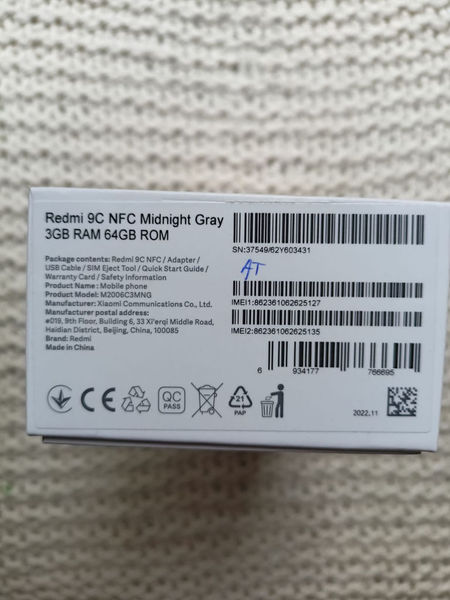 Redmi 9C NFC Midnight Gray
3GB RAM 64GB ROM
Package contents: Redmi 9C NFC / Adapter /
USB Cable / SIM Eject Tool / Quick Start Guide /
Warranty Card / Safety Information
Product Name: Mobile phone
Product Model: M2006C3MNG
Manufacturer: Xiaomi Communications Co., Ltd.
Manufacturer postal address:
#019, 9th Floor, Building 6, 33 Xi'erqi Middle Road,
Haidian District, Beijing, China, 100085
Brand: Redmi
Made in China
SN:37549/62Y603431
AT
IMEI1:862361062625127
IMEI2:862361062625135
6 934177 766695
CE
QC
PASS
21
PAP
2022.11